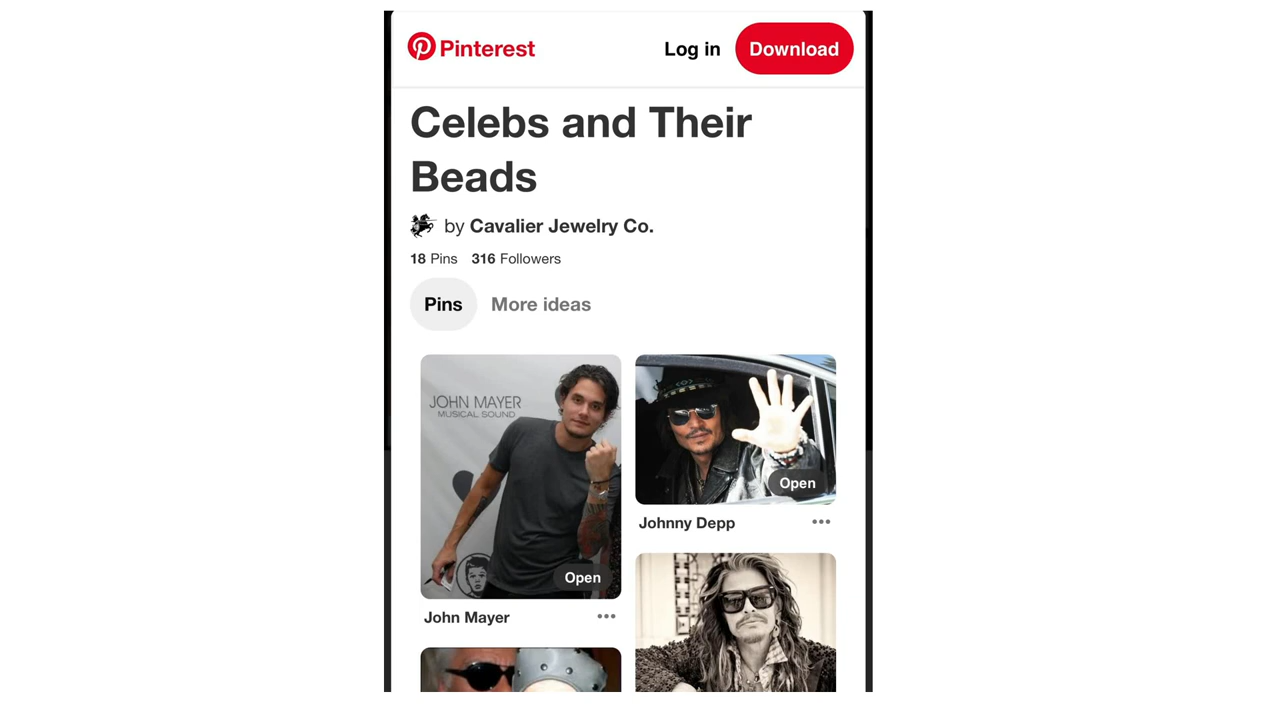 Pinterest
Log in
Download
Celebs and Their
Beads
by Cavalier Jewelry Co.
18 Pins 316 Followers
Pins
More ideas
JOHN MAYER
MUSICAL SOUND
Open
John Mayer
Open
Johnny Depp